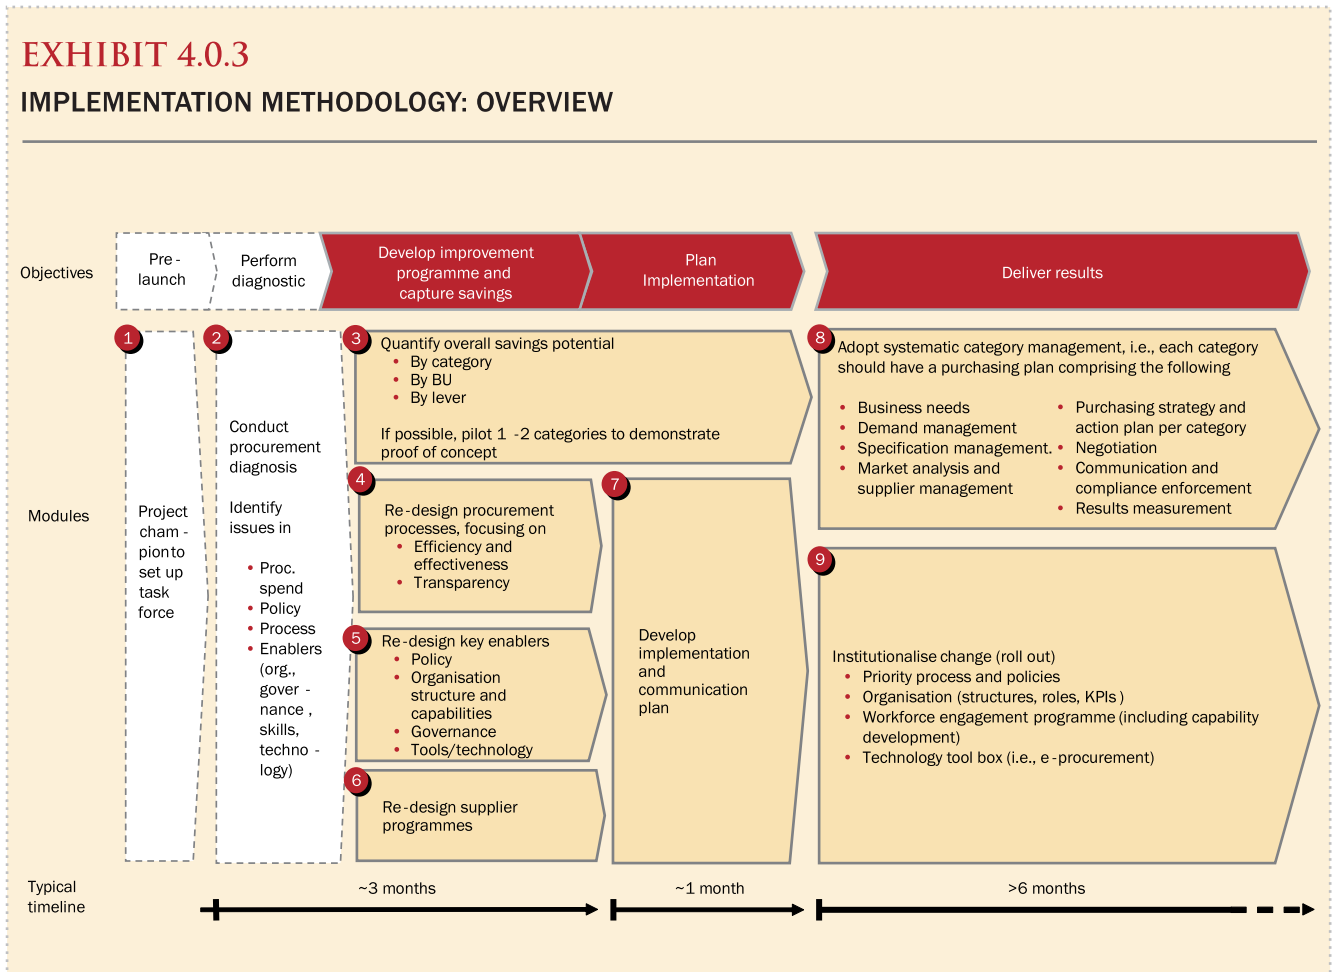 EXHIBIT 4.0.3
IMPLEMENTATION METHODOLOGY: OVERVIEW
Objectives
Pre -
launch
Perform
diagnostic
Develop improvement
programme and
capture savings
Plan
Implementation
Deliver results
Modules
1
Project
cham -
pionto
set up
task
force
2
Conduct
procurement
diagnosis
Identify
issues in
• Proc.
spend
• Policy
• Process
• Enablers
(org.,
gover -
nance ,
skills,
techno -
logy)
3
Quantify overall savings potential
• By category
• By BU
• By lever
If possible, pilot 1 -2 categories to demonstrate
proof of concept
4
Re-design procurement
processes, focusing on
• Efficiency and
effectiveness
• Transparency
5
Re-design key enablers
• Policy
• Organisation
structure and
capabilities
• Governance
• Tools/technology
6
Re-design supplier
programmes
7
Develop
implementation
and
communication
plan
8
Adopt systematic category management, i.e., each category
should have a purchasing plan comprising the following
• Business needs
• Demand management
• Specification management.
• Market analysis and
supplier management
• Purchasing strategy and
action plan per category
• Negotiation
• Communication and
compliance enforcement
• Results measurement
9
Institutionalise change (roll out)
• Priority process and policies
• Organisation (structures, roles, KPIs )
• Workforce engagement programme (including capability
development)
• Technology tool box (i.e., e-procurement)
Typical
timeline
~3 months
~1 month
>6 months